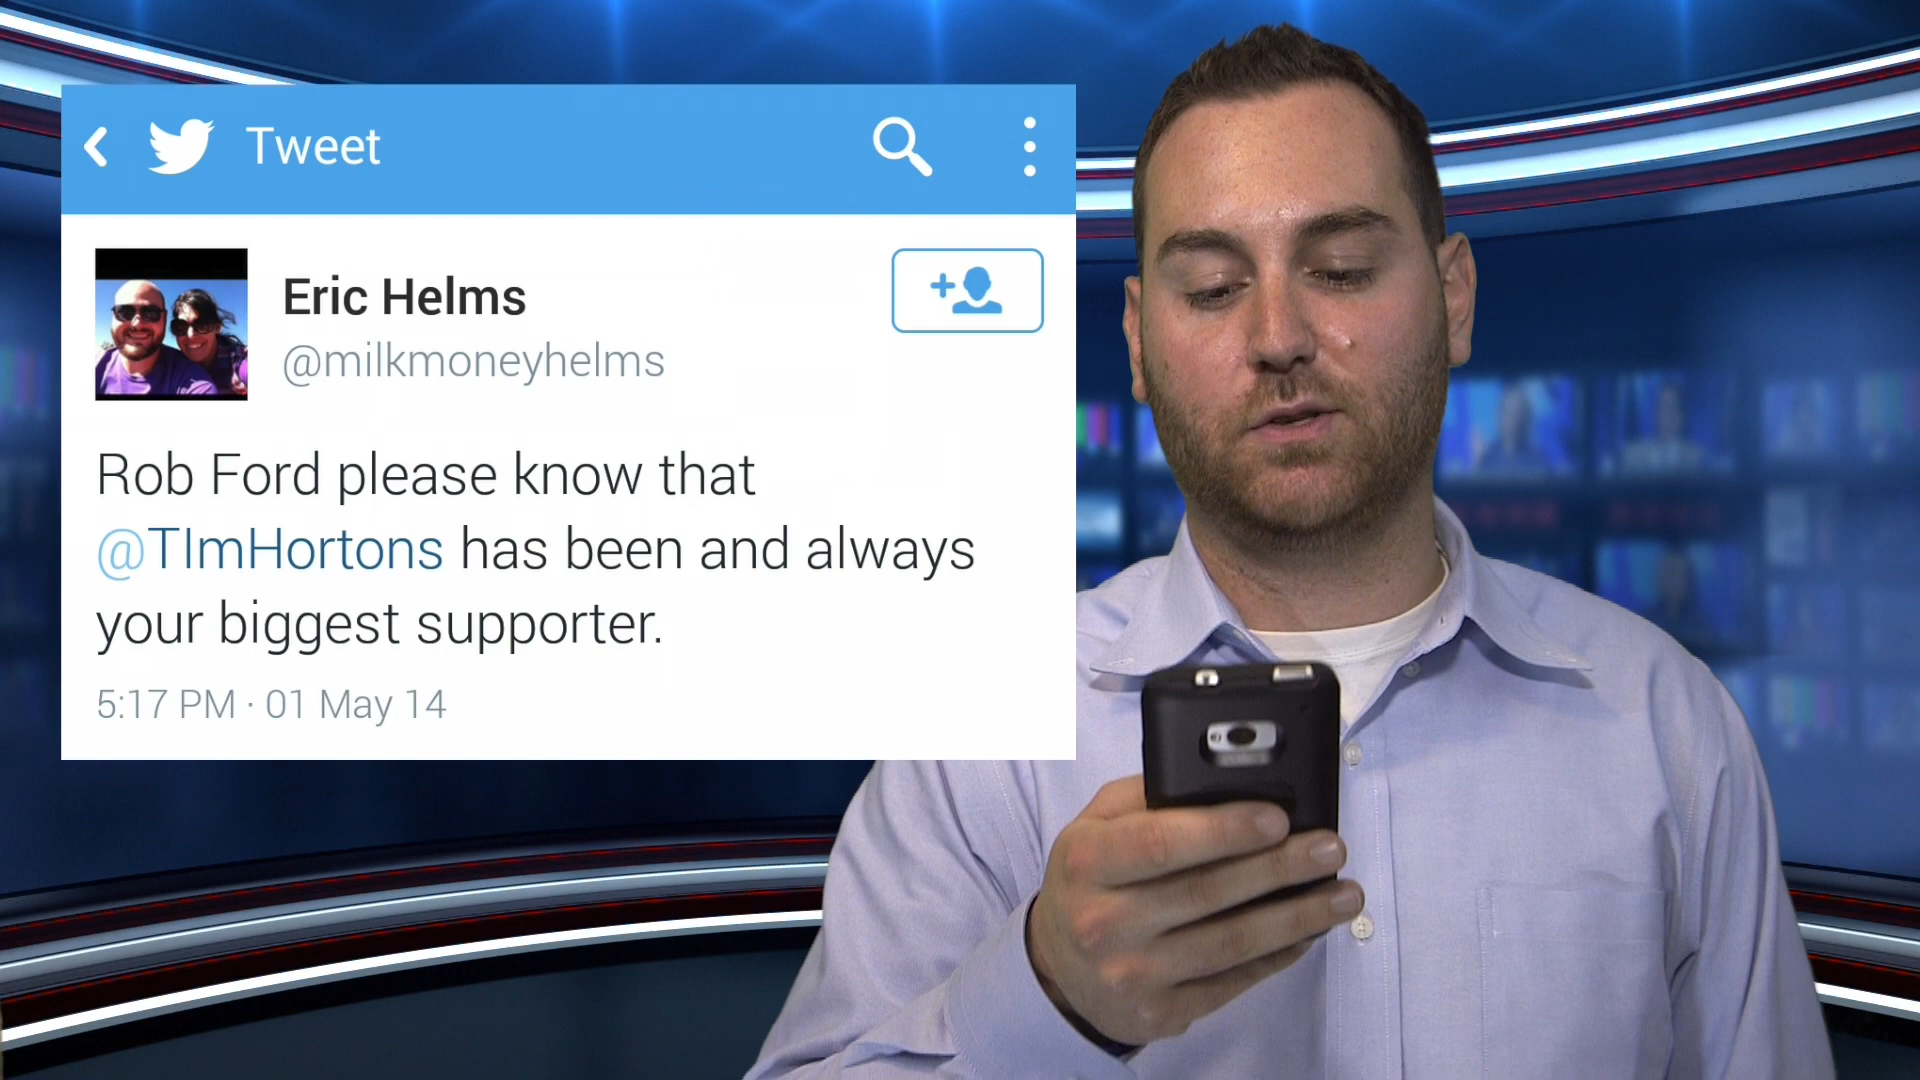 Tweet
Eric Helms
@milkmoneyhelms
Rob Ford please know that
@TImHortons has been and always
your biggest supporter.
5:17 PM · 01 May 14